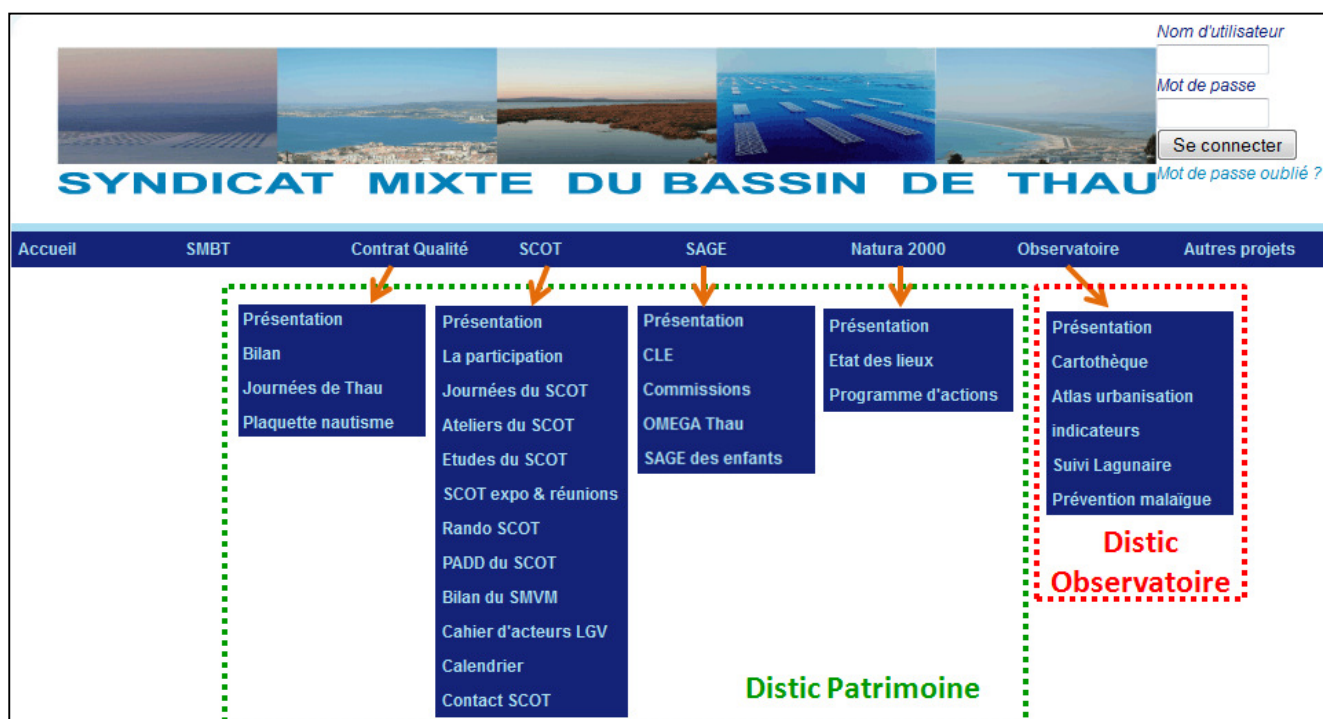 Nom d'utilisateur
Mot de passe
Se connecter
Mot de passe oublié ?
SYNDICAT MIXTE DU BASSIN DE THAU
Accueil SMBT Contrat Qualité SCOT SAGE Natura 2000 Observatoire Autres projets
Présentation
Bilan
Journées de Thau
Plaquette nautisme
Présentation
La participation
Journées du SCOT
Ateliers du SCOT
Etudes du SCOT
SCOT expo & réunions
Rando SCOT
PADD du SCOT
Bilan du SMVM
Cahier d'acteurs LGV
Calendrier
Contact SCOT
Présentation
CLE
Commissions
OMEGA Thau
SAGE des enfants
Présentation
Etat des lieux
Programme d'actions
Présentation
Cartothèque
Atlas urbanisation
indicateurs
Suivi Lagunaire
Prévention malaïgue
Distic
Observatoire
Distic Patrimoine